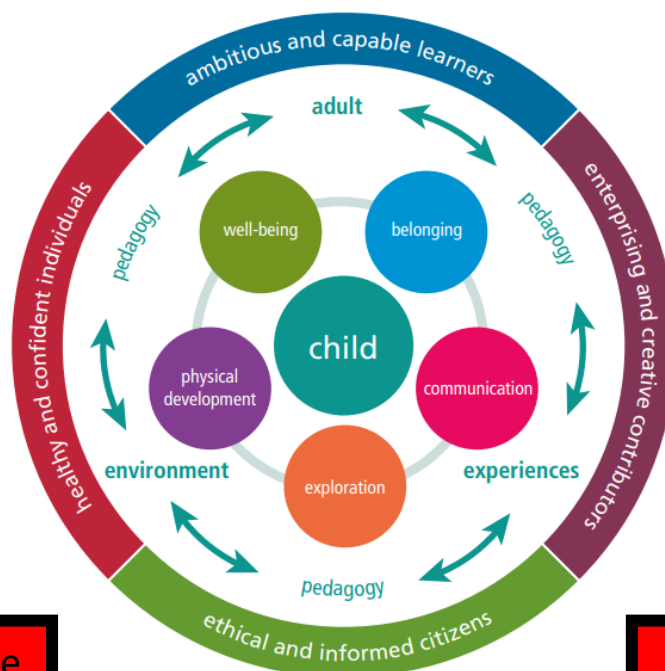 ambitious and capable learners
adult
pedagogy
pedagogy
healthy and confident individuals
enterprising and creative contributors
well-being
belonging
child
physical
development
communication
environment
experiences
exploration
pedagogy
ethical and informed citizens